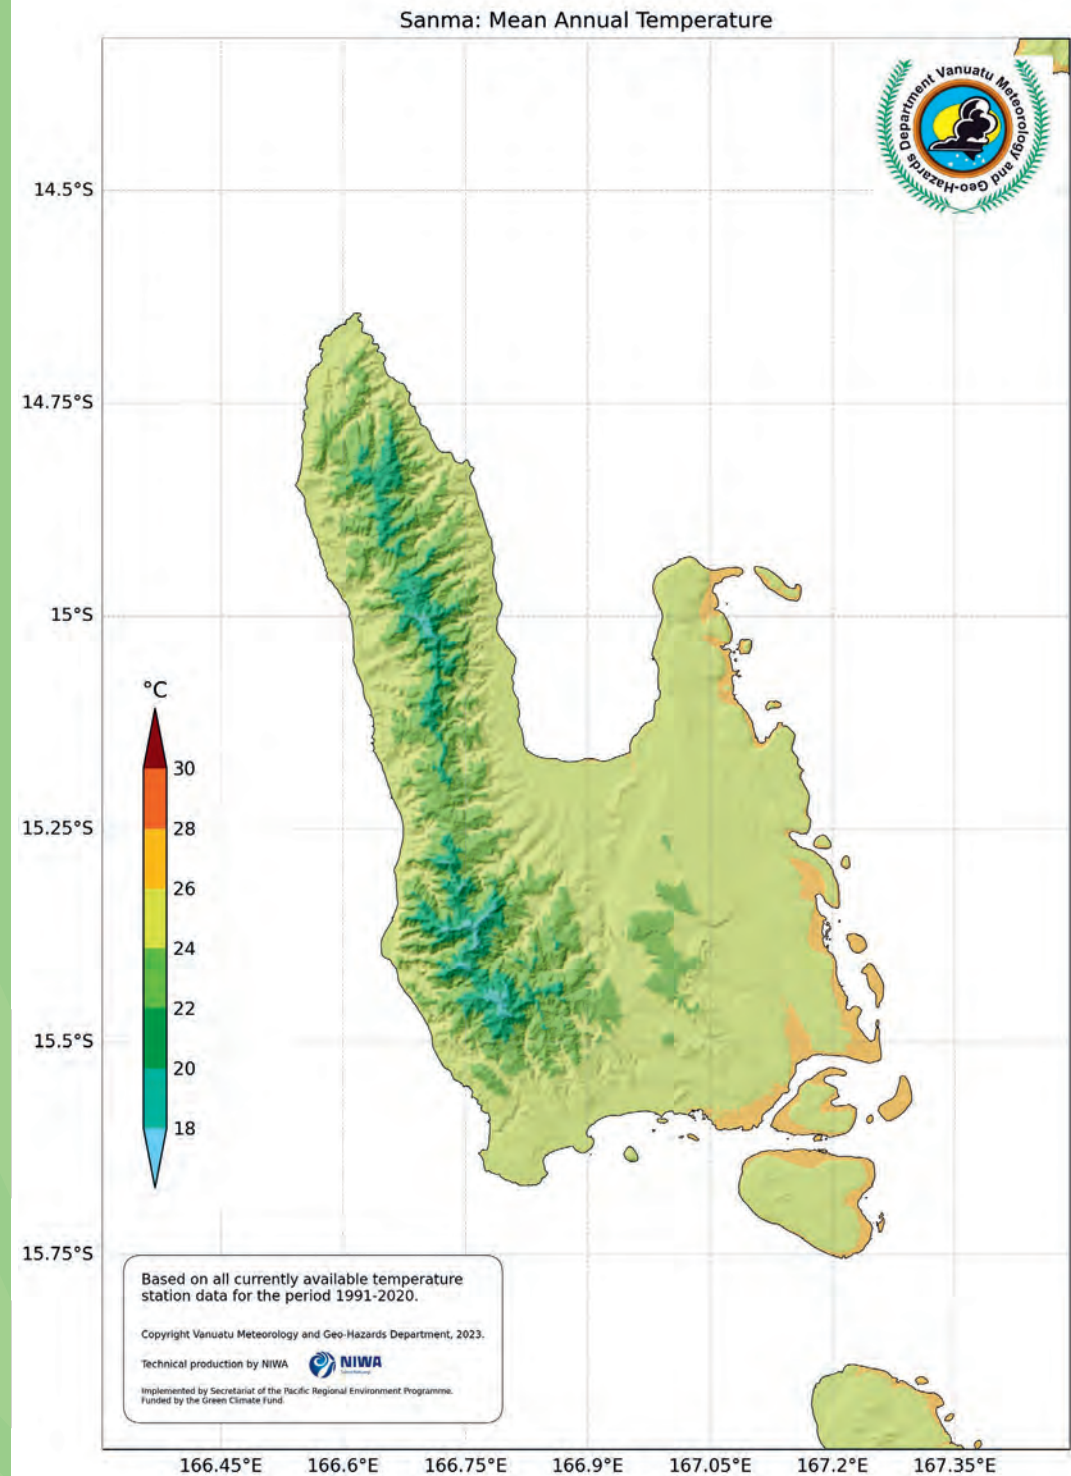 Sanma: Mean Annual Temperature
Department Vanuatu Meteorology and Geo-Hazards
14.5°S
14.75°S
15°S
15.25°S
15.5°S
15.75°S
°C
30
28
26
24
22
20
18
Based on all currently available temperature
station data for the period 1991-2020.
Copyright Vanuatu Meteorology and Geo-Hazards Department, 2023.
Technical production by NIWA
NIWA
Implemented by Secretariat of the Pacific Regional Environment Programme.
Funded by the Green Climate Fund.
166.45°E 166.6°E 166.75°E 166.9°E 167.05°E 167.2°E 167.35°E